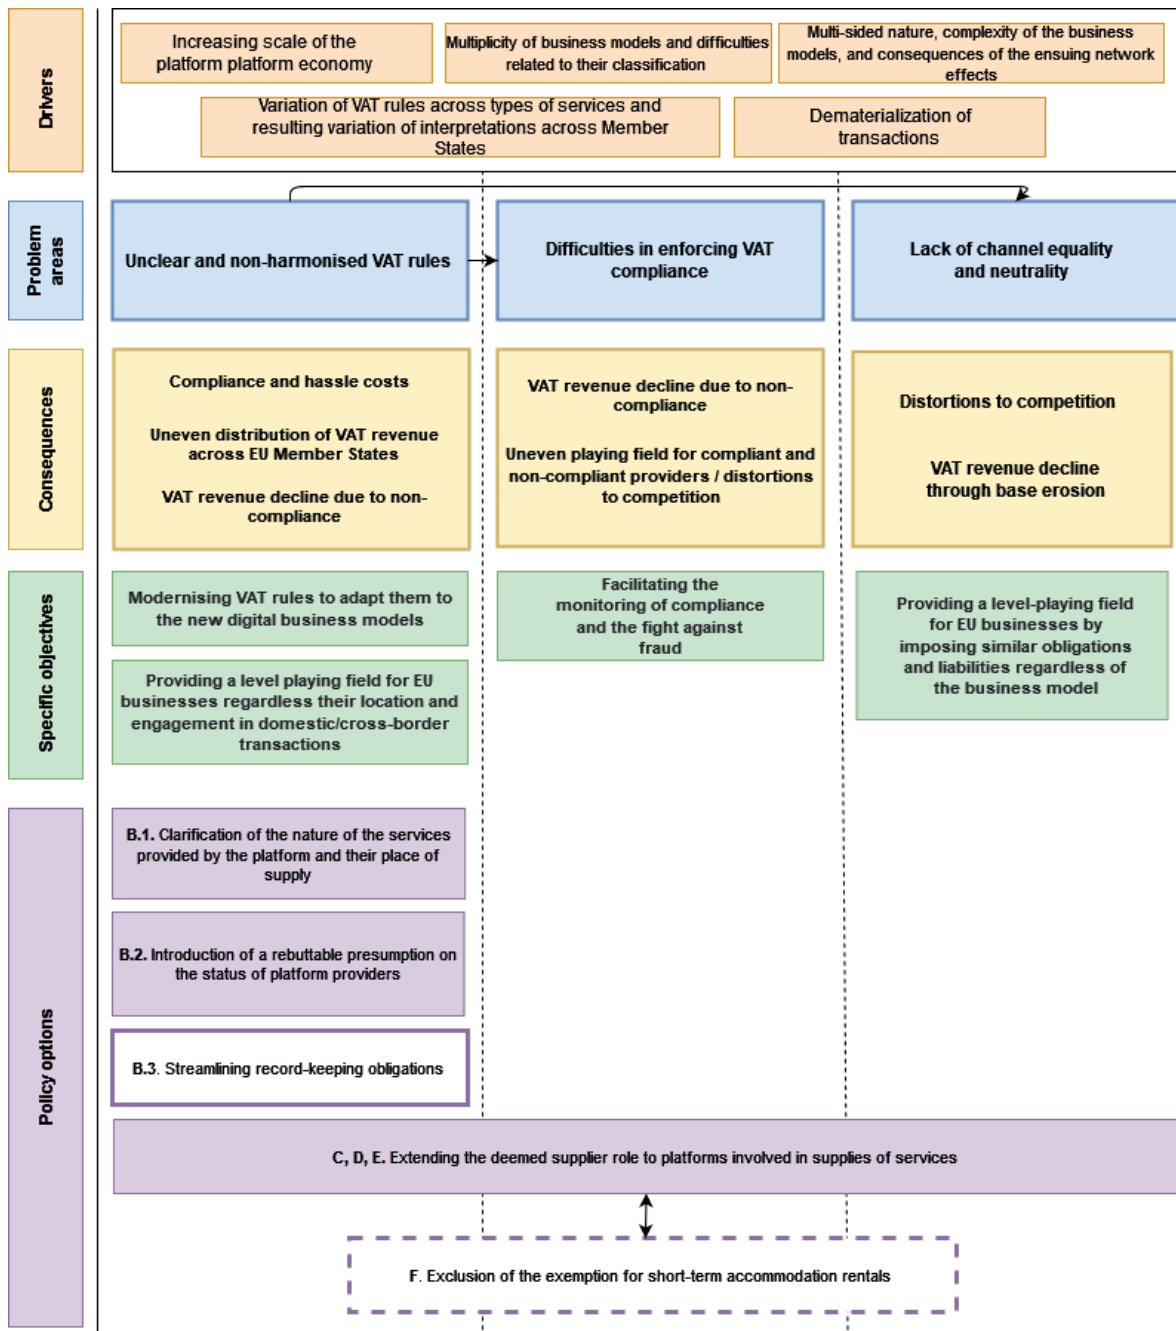 Drivers
Increasing scale of the
platform platform economy
Multiplicity of business models and difficulties
related to their classification
Multi-sided nature, complexity of the business
models, and consequences of the ensuing network
effects
Variation of VAT rules across types of services and
resulting variation of interpretations across Member
States
Dematerialization of
transactions
Problem
areas
Unclear and non-harmonised VAT rules
Difficulties in enforcing VAT
compliance
Lack of channel equality
and neutrality
Consequences
Compliance and hassle costs
Uneven distribution of VAT revenue
across EU Member States
VAT revenue decline due to non-
compliance
VAT revenue decline due to non-
compliance
Uneven playing field for compliant and
non-compliant providers / distortions
to competition
Distortions to competition
VAT revenue decline
through base erosion
Specific objectives
Modernising VAT rules to adapt them to
the new digital business models
Providing a level playing field for EU
businesses regardless their location and
engagement in domestic/cross-border
transactions
Facilitating the
monitoring of compliance
and the fight against
fraud
Providing a level-playing field
for EU businesses by
imposing similar obligations
and liabilities regardless of
the business model
Policy options
B.1. Clarification of the nature of the services
provided by the platform and their place of
supply
B.2. Introduction of a rebuttable presumption on
the status of platform providers
B.3. Streamlining record-keeping obligations
C, D, E. Extending the deemed supplier role to platforms involved in supplies of services
F. Exclusion of the exemption for short-term accommodation rentals